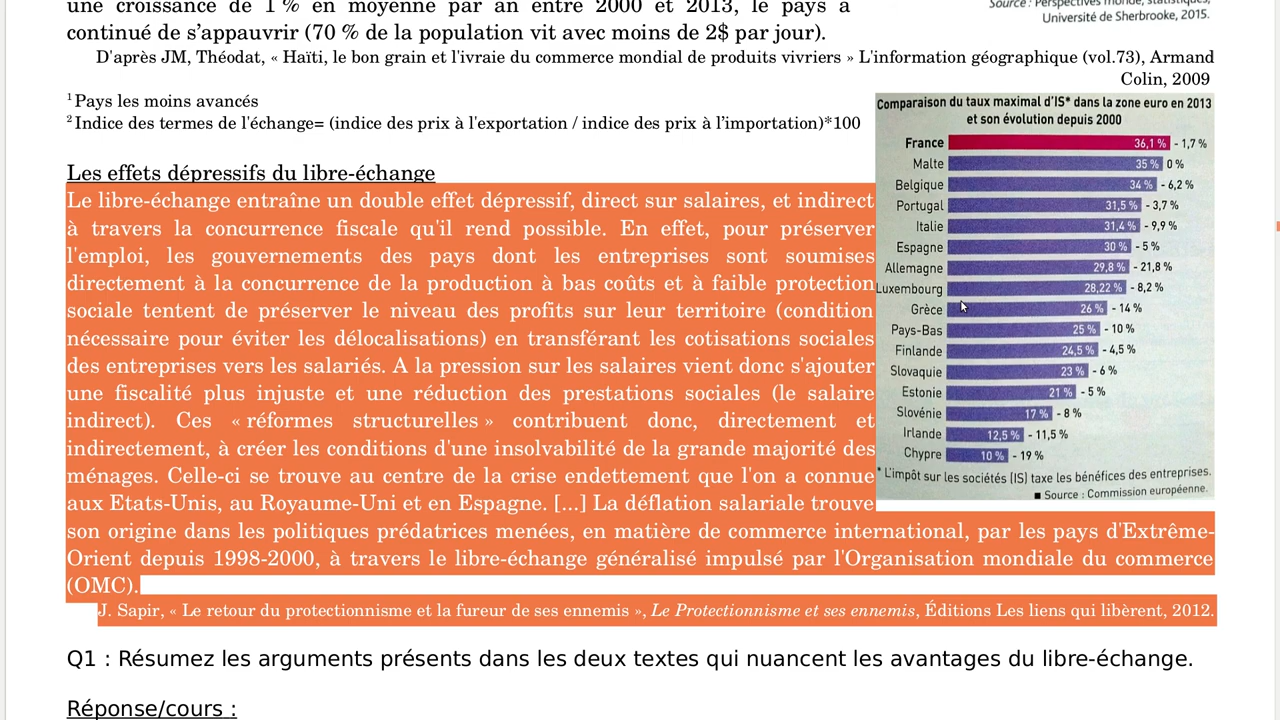 une croissance de 1 % en moyenne par an entre 2000 et 2013, le pays a
continué de s'appauvrir (70 % de la population vit avec moins de 2$ par jour).
Source : Perspectives monde, statistiques,
Université de Sherbrooke, 2015.
D'après JM, Théodat, « Haïti, le bon grain et l'ivraie du commerce mondial de produits vivriers » L'information géographique (vol.73), Armand
Colin, 2009
1 Pays les moins avancés
2 Indice des termes de l'échange= (indice des prix à l'exportation / indice des prix à l'importation)*100
Les effets dépressifs du libre-échange
Le libre-échange entraîne un double effet dépressif, direct sur salaires, et indirect
à travers la concurrence fiscale qu'il rend possible. En effet, pour préserver
l'emploi, les gouvernements des pays dont les entreprises sont soumises
directement à la concurrence de la production à bas coûts et à faible protection
sociale tentent de préserver le niveau des profits sur leur territoire (condition
nécessaire pour éviter les délocalisations) en transférant les cotisations sociales
des entreprises vers les salariés. A la pression sur les salaires vient donc s'ajouter
une fiscalité plus injuste et une réduction des prestations sociales (le salaire
indirect). Ces « réformes structurelles » contribuent donc, directement et
indirectement, à créer les conditions d'une insolvabilité de la grande majorité des
ménages. Celle-ci se trouve au centre de la crise endettement que l'on a connue
aux Etats-Unis, au Royaume-Uni et en Espagne. [...] La déflation salariale trouve
son origine dans les politiques prédatrices menées, en matière de commerce international, par les pays d'Extrême-
Orient depuis 1998-2000, à travers le libre-échange généralisé impulsé par l'Organisation mondiale du commerce
(OMC).
J. Sapir, « Le retour du protectionnisme et la fureur de ses ennemis », Le Protectionnisme et ses ennemis, Éditions Les liens qui libèrent, 2012.
Comparaison du taux maximal d'IS* dans la zone euro en 2013
et son évolution depuis 2000
France 36,1 % - 1,7 %
Malte 35 % 0 %
Belgique 34 % - 6,2 %
Portugal 31,5 % - 3,7 %
Italie 31,4 % - 9,9 %
Espagne 30 % - 5 %
Allemagne 29,8 % - 21,8 %
Luxembourg 28,22 % - 8,2 %
Grèce 26 % - 14 %
Pays-Bas 25 % - 10 %
Finlande 24,5 % - 4,5 %
Slovaquie 23 % - 6 %
Estonie 21 % - 5 %
Slovénie 17 % - 8 %
Irlande 12,5 % - 11,5 %
Chypre 10 % - 19 %
* L'impôt sur les sociétés (IS) taxe les bénéfices des entreprises.
■ Source : Commission européenne.
Q1 : Résumez les arguments présents dans les deux textes qui nuancent les avantages du libre-échange.
Réponse/cours :